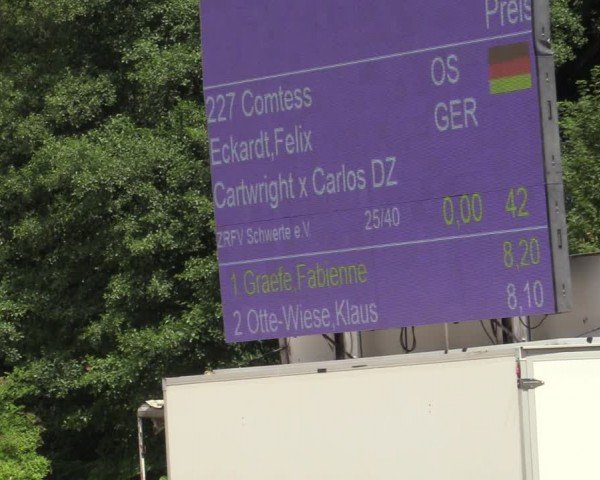 Preis
227 Comtess OS
Eckardt,Felix GER
Cartwright x Carlos DZ
ZRFV Schwerte e.V. 25/40 0,00 42
1 Graefe,Fabienne 8,20
2 Otte-Wiese,Klaus 8,10